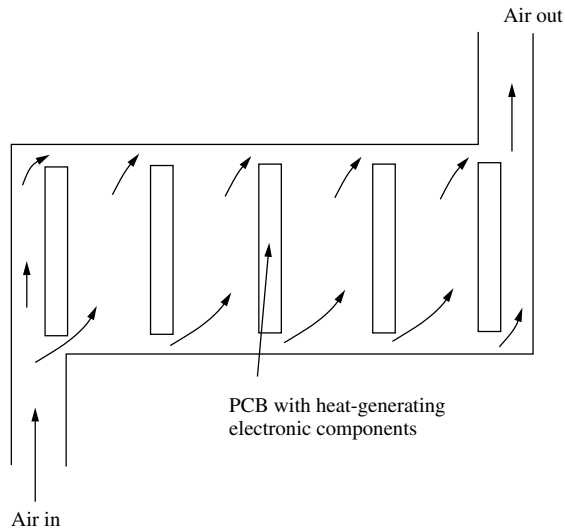 Air out
PCB with heat-generating
electronic components
Air in